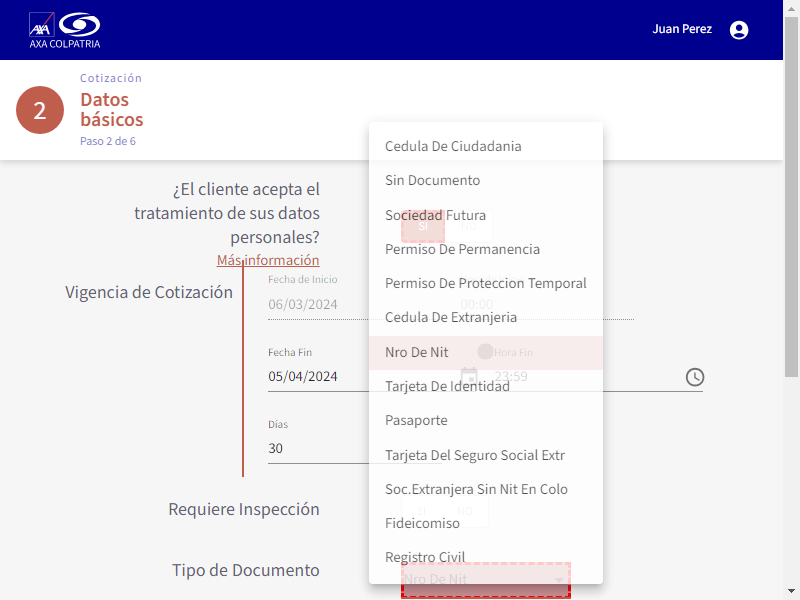 AXA
AXA COLPATRIA
Juan Perez
2
Cotización
Datos
básicos
Paso 2 de 6
¿El cliente acepta el
tratamiento de sus datos
personales?
Más información
SI
NO
Vigencia de Cotización
Fecha de Inicio
06/03/2024
00:00
Fecha Fin
05/04/2024
Hora Fin
23:59
Días
30
Requiere Inspección
SI
NO
Tipo de Documento
Nro De Nit
Cedula De Ciudadania
Sin Documento
Sociedad Futura
Permiso De Permanencia
Permiso De Proteccion Temporal
Cedula De Extranjeria
Nro De Nit
Tarjeta De Identidad
Pasaporte
Tarjeta Del Seguro Social Extr
Soc.Extranjera Sin Nit En Colo
Fideicomiso
Registro Civil